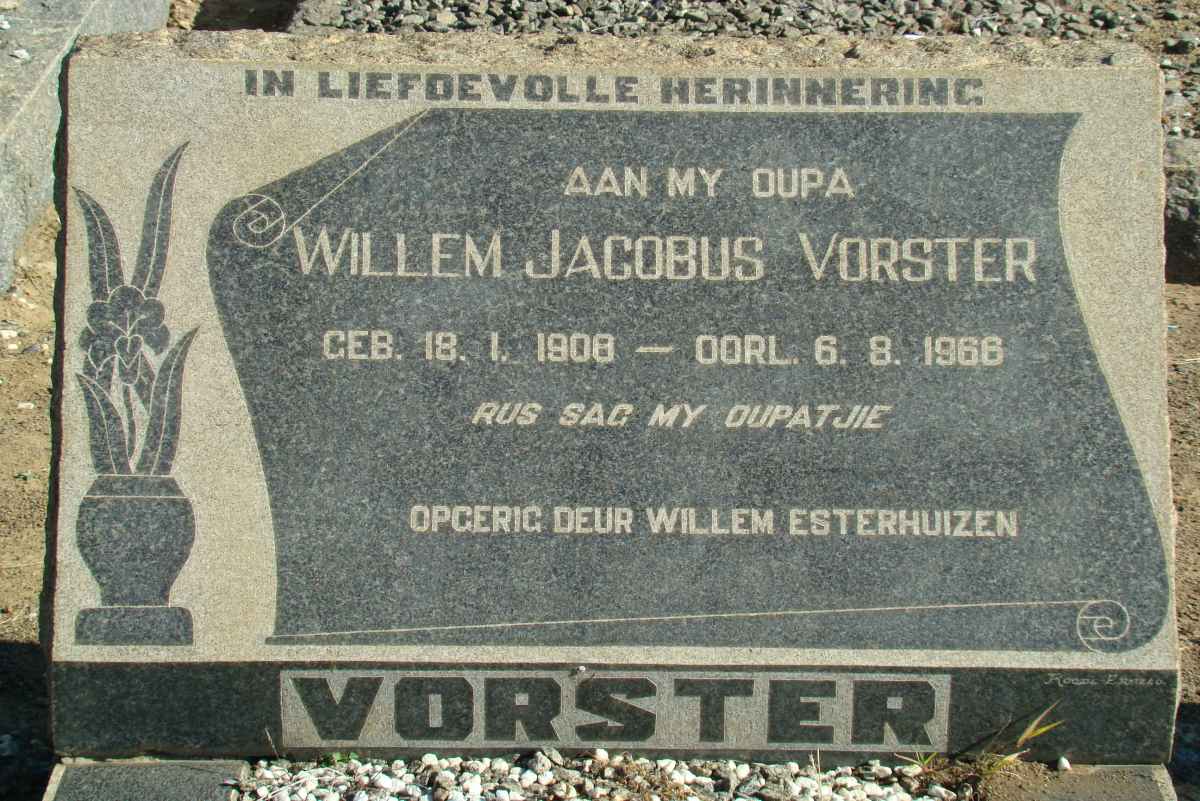 IN LIEFDEVOLLE HERINNERING
AAN MY OUPA
WILLEM JACOBUS VORSTER
GEB. 18. 1. 1908 — OORL. 6. 8. 1966
RUS SAG MY OUPATJIE
OPGERIG DEUR WILLEM ESTERHUIZEN
VORSTER